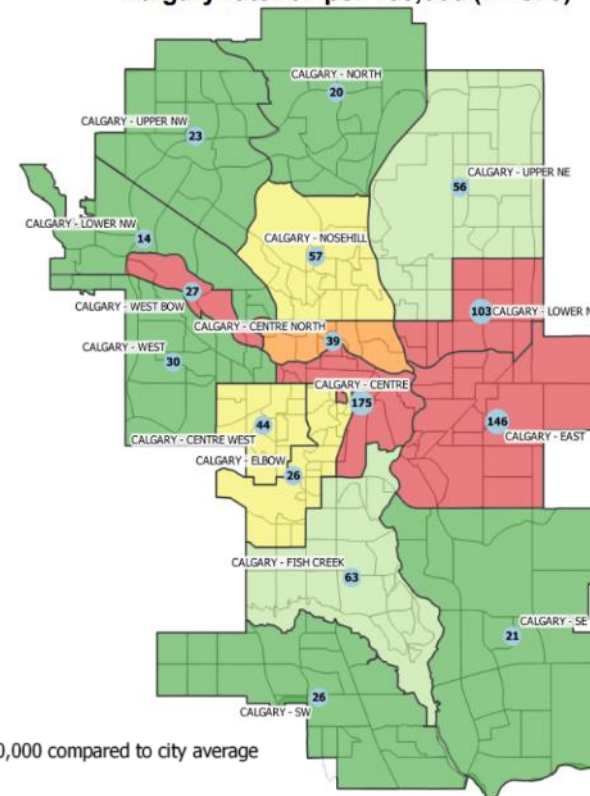 CALGARY - NORTH
20
CALGARY - UPPER NW
23
CALGARY - UPPER NE
56
CALGARY - LOWER NW
14
CALGARY - NOSEHILL
57
27
CALGARY - WEST BOW
103
CALGARY - LOWER N
CALGARY - CENTRE NORTH
39
CALGARY - WEST
30
CALGARY - CENTRE
175
44
CALGARY - CENTRE WEST
146
CALGARY - EAST
CALGARY - ELBOW
26
CALGARY - FISH CREEK
63
CALGARY - SE
21
26
CALGARY - SW
0,000 compared to city average